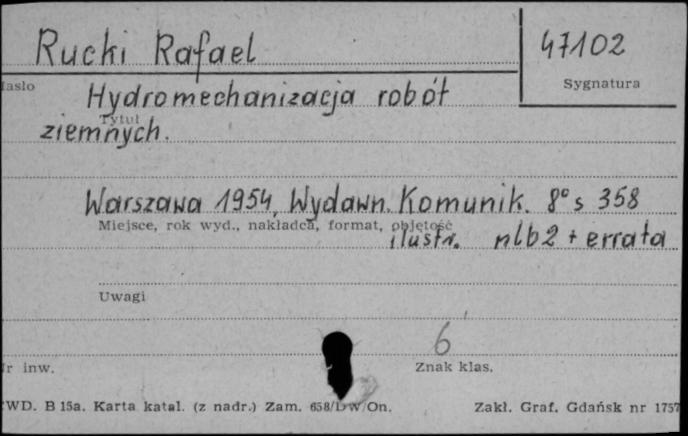 Rucki Rafael
47102
Hasło
Sygnatura
Hydromechanizacja robót
Tytuł
ziemnych.
Warszawa 1954, Wydawn. Komunik. 8° s 358
Miejsce, rok wyd., nakładca, format, objętość
ilustr. nlb2 + errata
Uwagi
6
Nr inw.
Znak klas.
WD. B 15a. Karta katal. (z nadr.) Zam. 658/DW/On.
Zakł. Graf. Gdańsk nr 1757